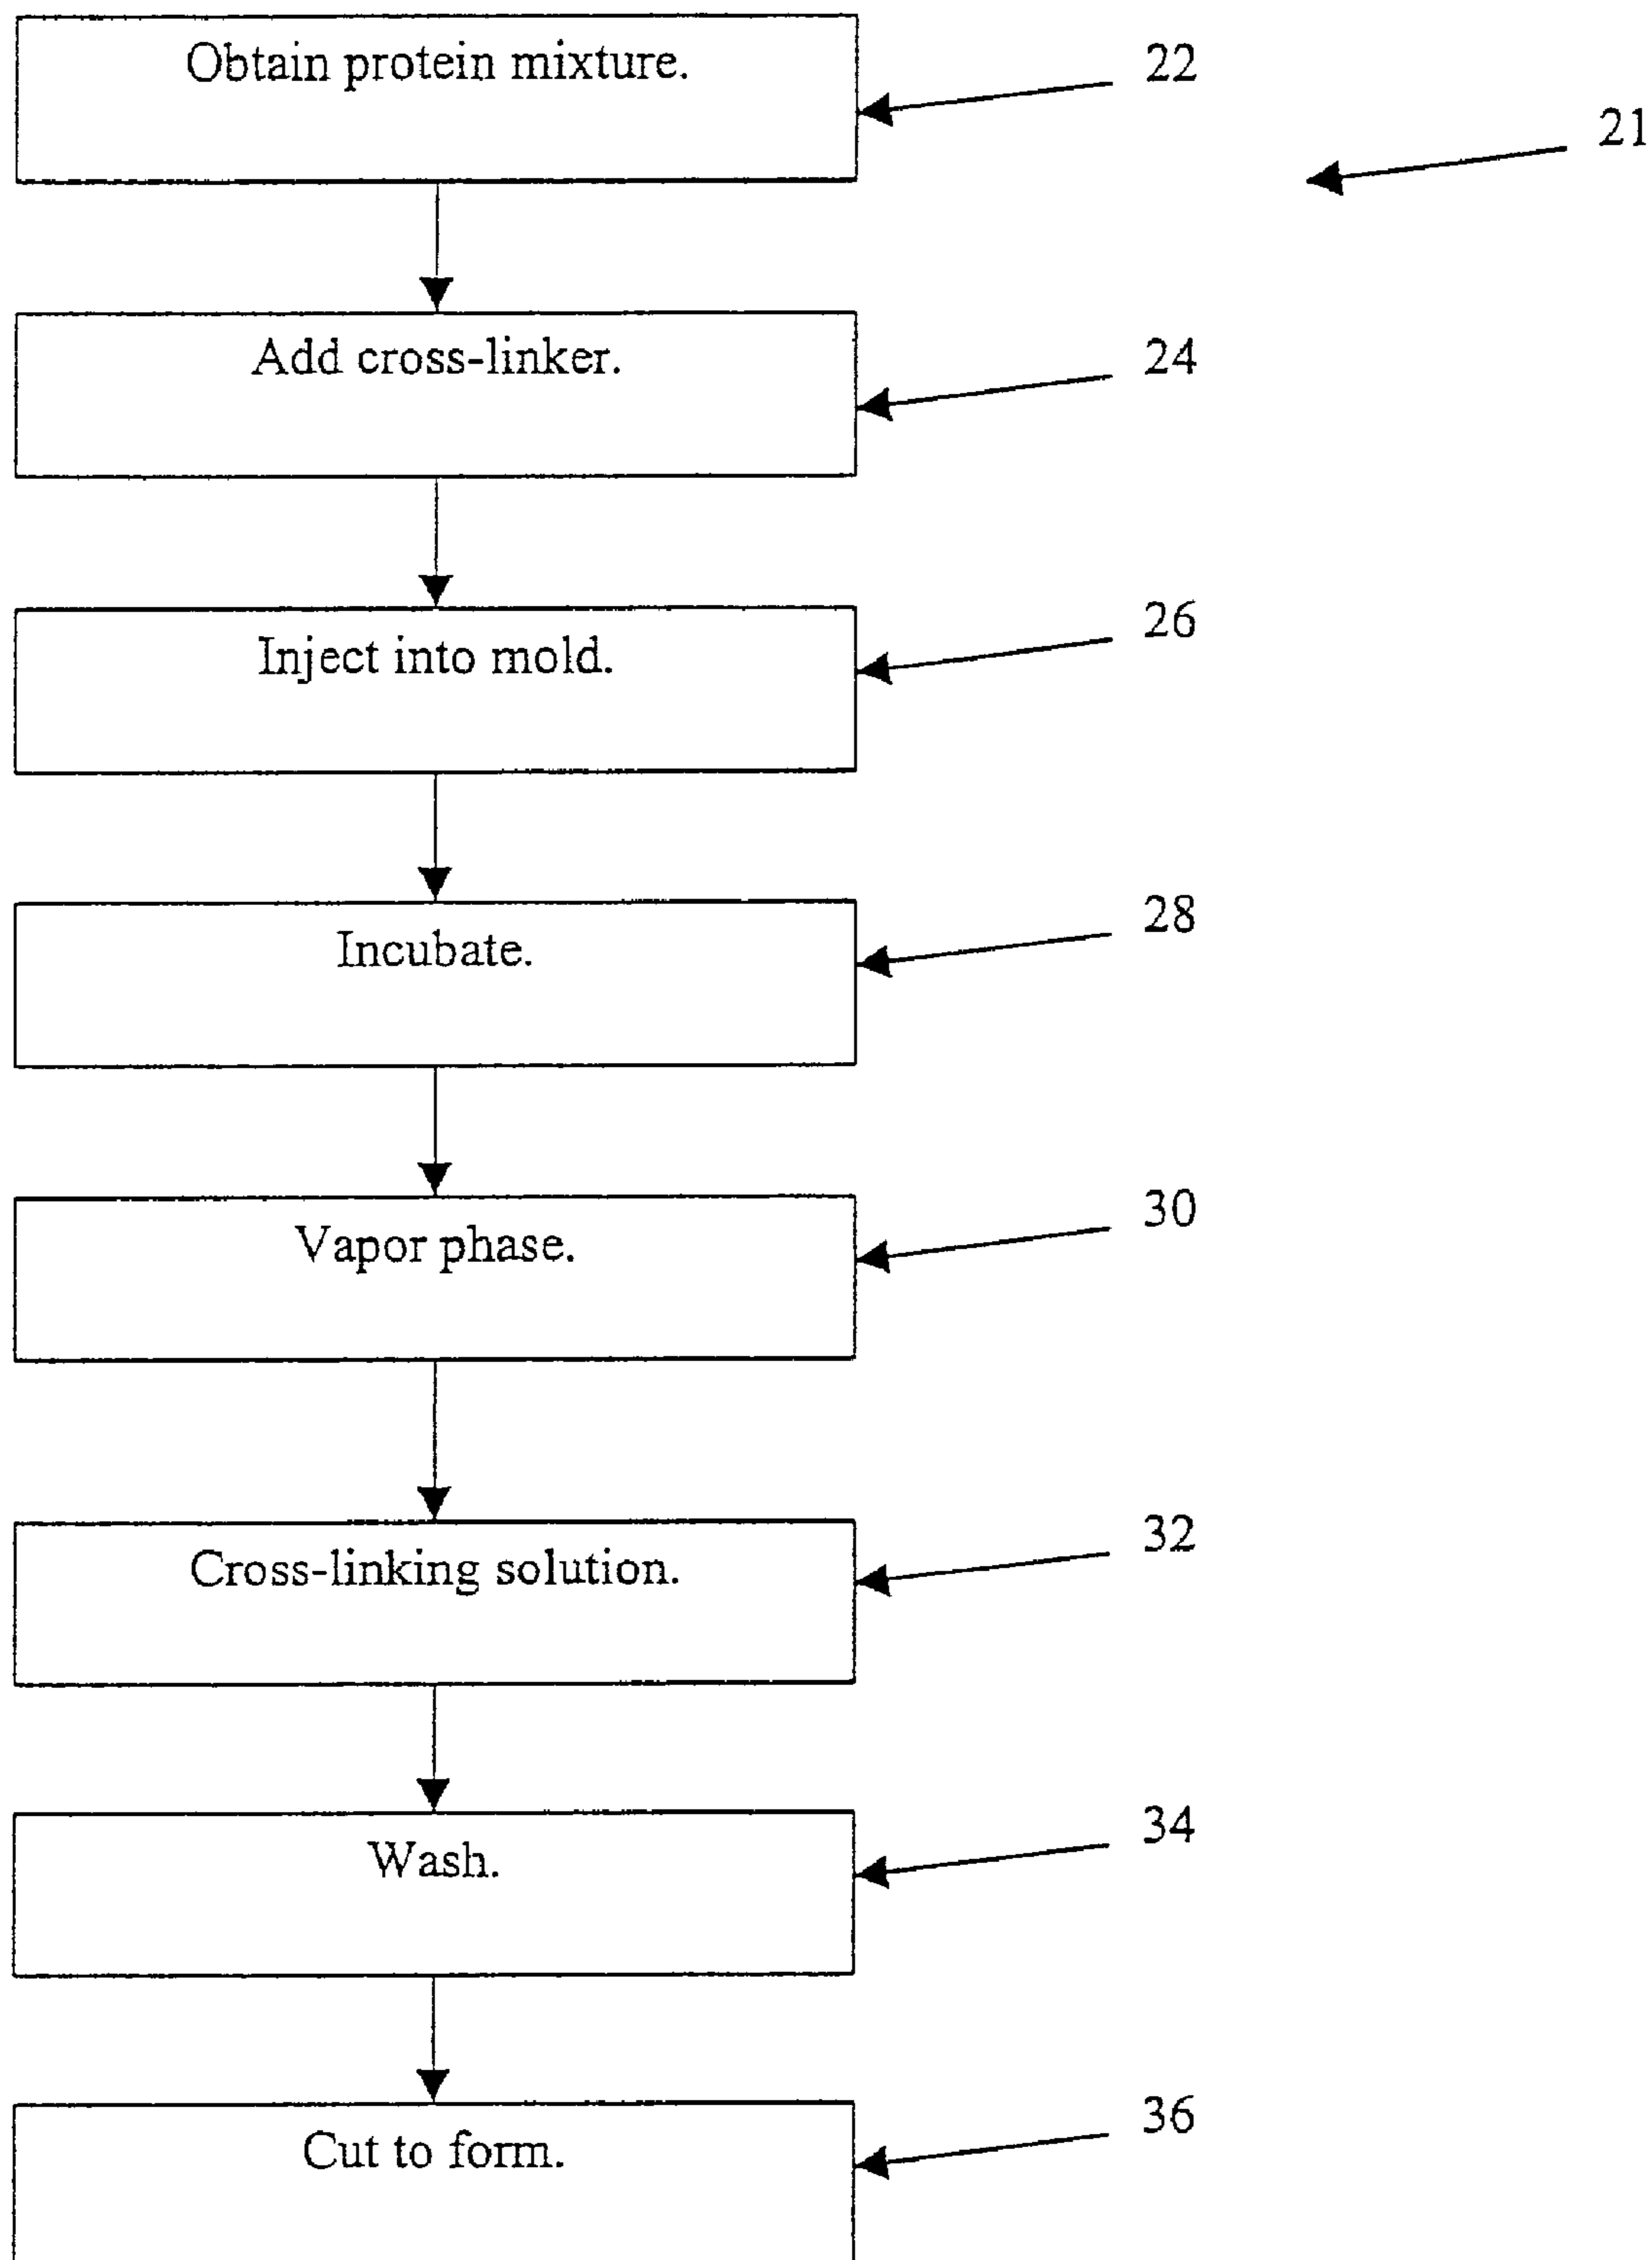 Obtain protein mixture.
22
21
Add cross-linker.
24
Inject into mold.
26
Incubate.
28
Vapor phase.
30
Cross-linking solution.
32
Wash.
34
Cut to form.
36